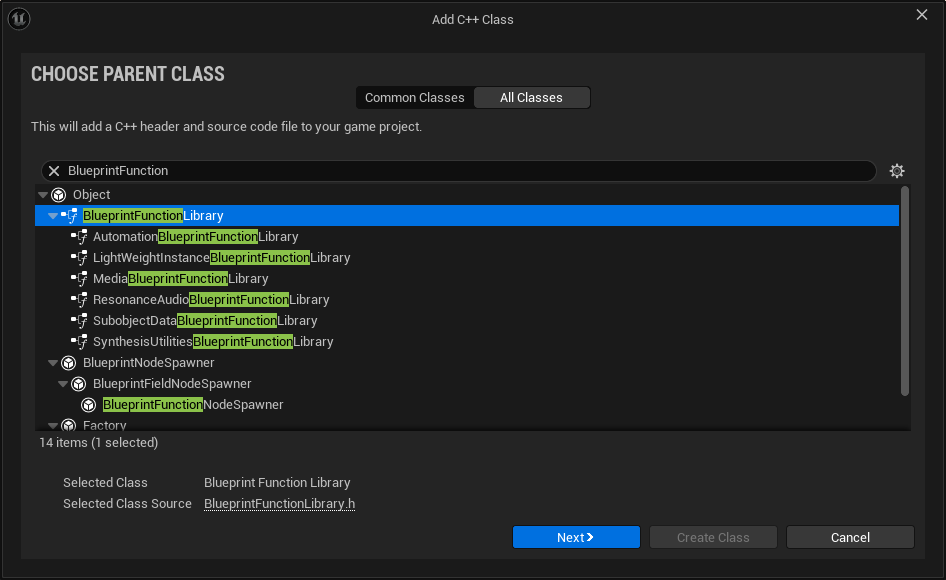 Add C++ Class
CHOOSE PARENT CLASS
Common Classes All Classes
This will add a C++ header and source code file to your game project.
BlueprintFunction
Object
BlueprintFunctionLibrary
AutomationBlueprintFunctionLibrary
LightWeightInstanceBlueprintFunctionLibrary
MediaBlueprintFunctionLibrary
ResonanceAudioBlueprintFunctionLibrary
SubobjectDataBlueprintFunctionLibrary
SynthesisUtilitiesBlueprintFunctionLibrary
BlueprintNodeSpawner
BlueprintFieldNodeSpawner
BlueprintFunctionNodeSpawner
Factory
14 items (1 selected)
Selected Class Blueprint Function Library
Selected Class Source BlueprintFunctionLibrary.h
Next Create Class Cancel